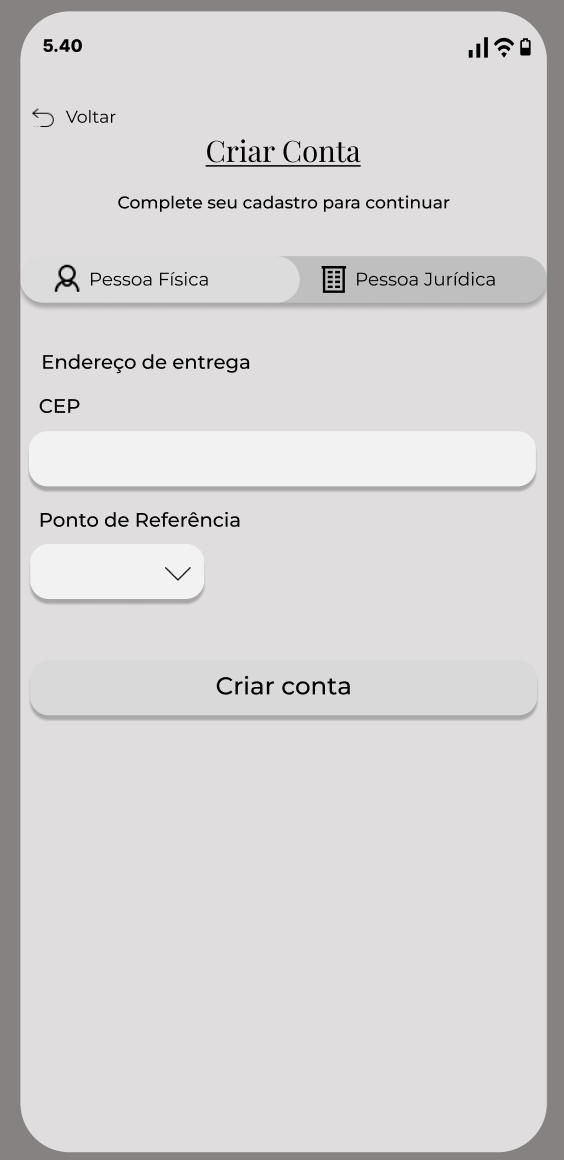 5.40
Voltar
Criar Conta
Complete seu cadastro para continuar
Pessoa Física
Pessoa Jurídica
Endereço de entrega
CEP
Ponto de Referência
Criar conta